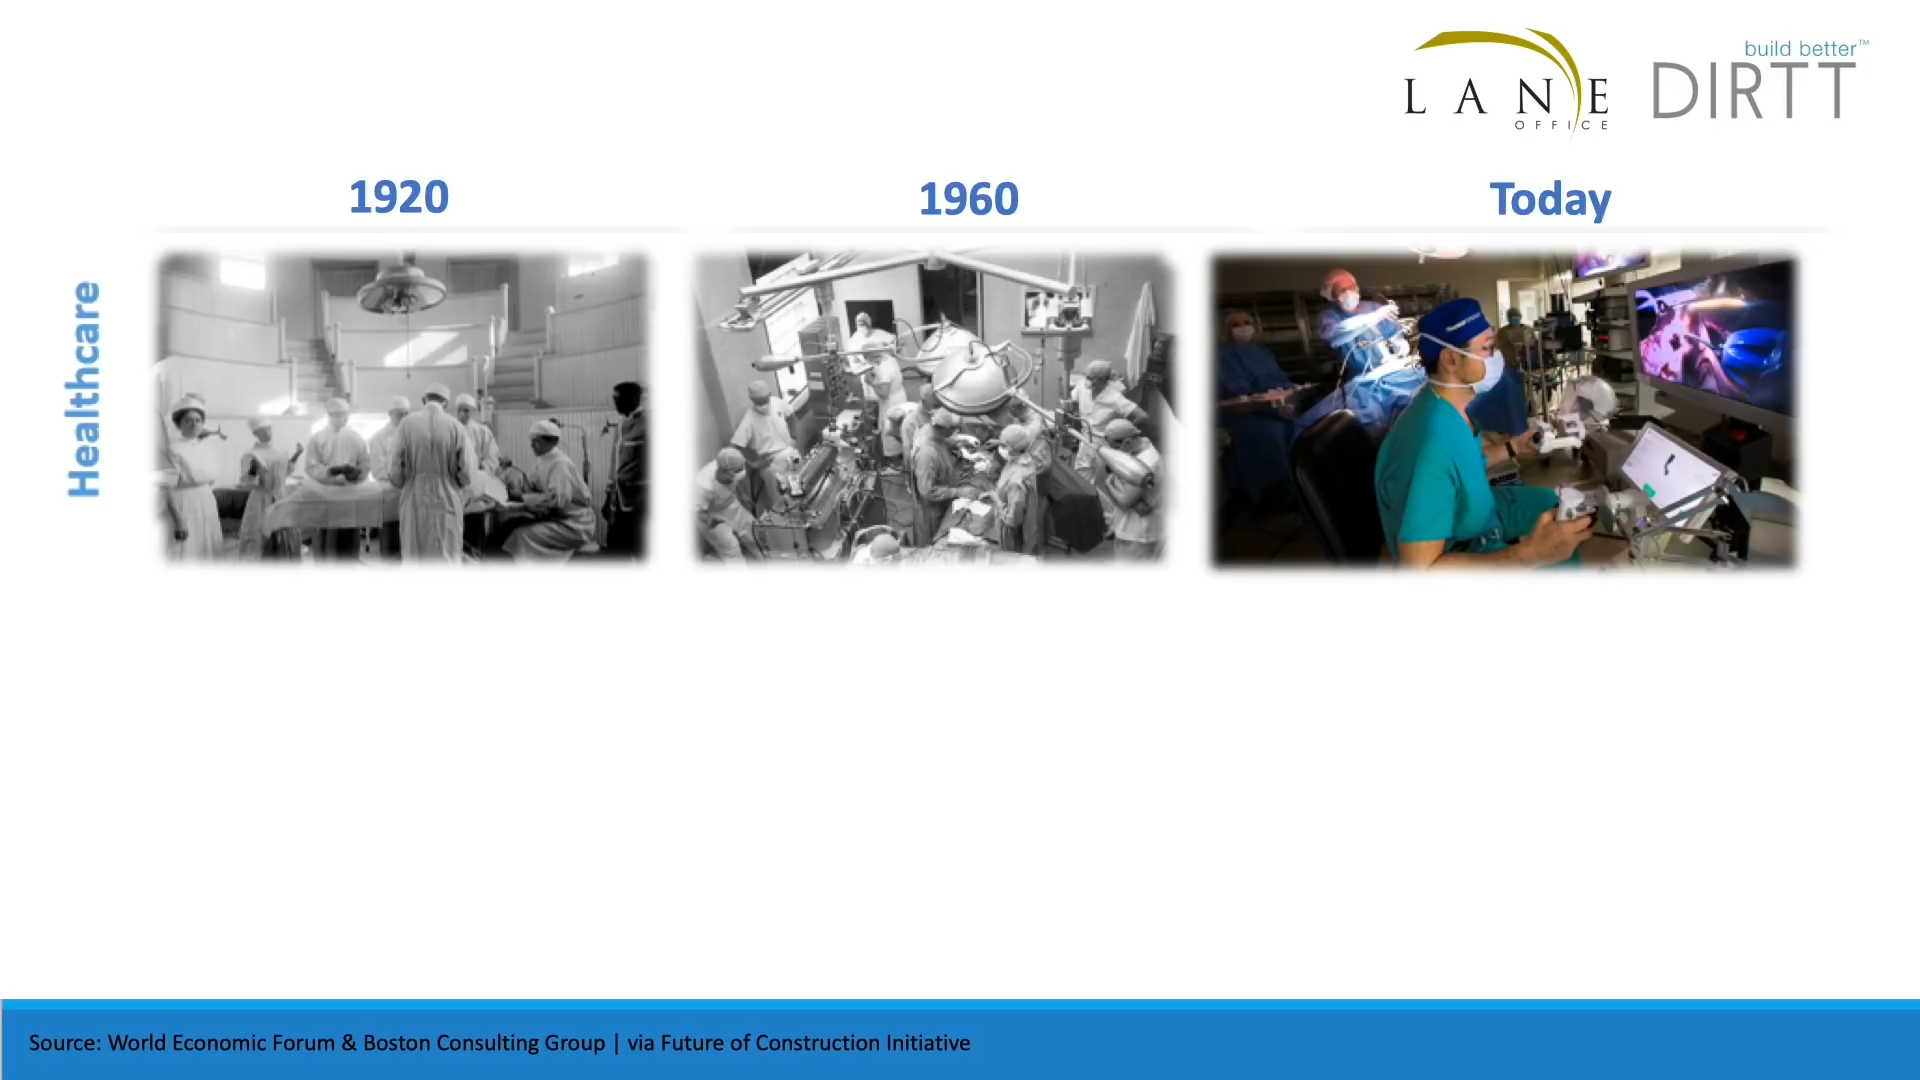 build better™
LANE
OFFICE
DIRTT
1920
1960
Today
Healthcare
Source: World Economic Forum & Boston Consulting Group | via Future of Construction Initiative